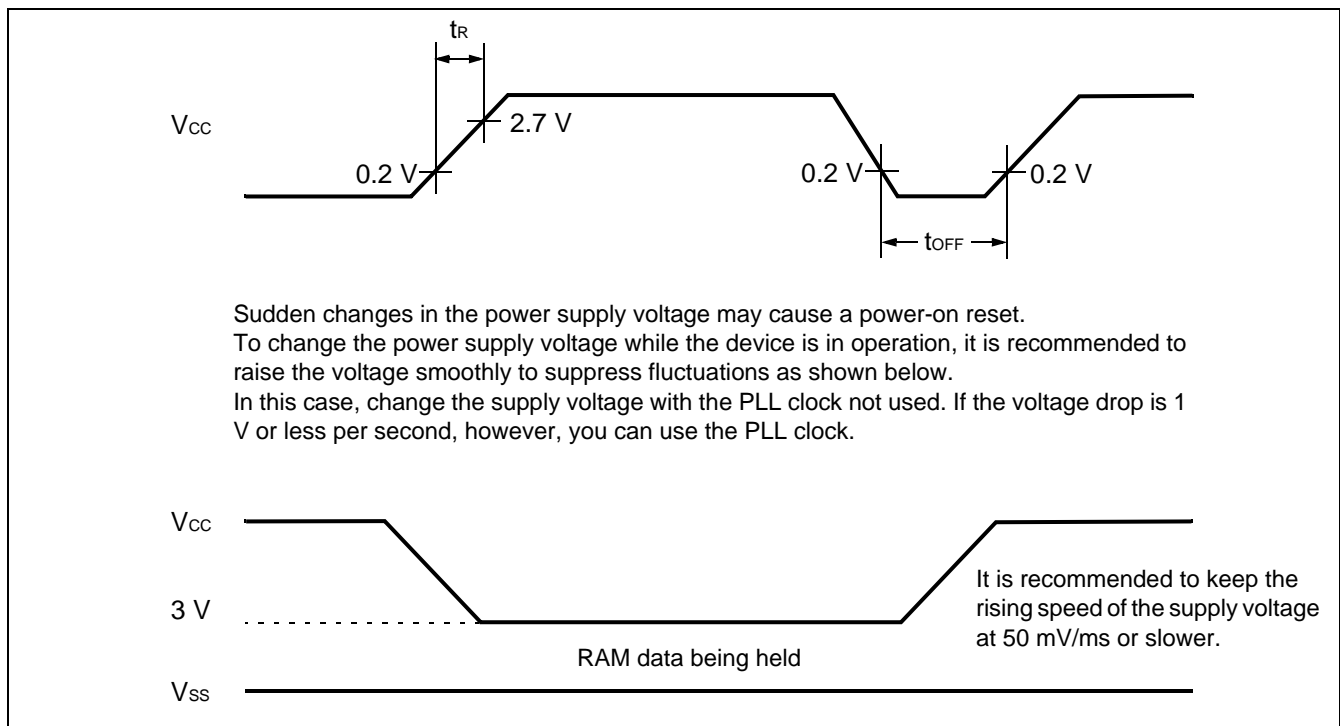 tR
VCC
2.7 V
0.2 V
0.2 V
0.2 V
tOFF
Sudden changes in the power supply voltage may cause a power-on reset.
To change the power supply voltage while the device is in operation, it is recommended to
raise the voltage smoothly to suppress fluctuations as shown below.
In this case, change the supply voltage with the PLL clock not used. If the voltage drop is 1
V or less per second, however, you can use the PLL clock.
VCC
3 V
It is recommended to keep the
rising speed of the supply voltage
at 50 mV/ms or slower.
RAM data being held
VSS